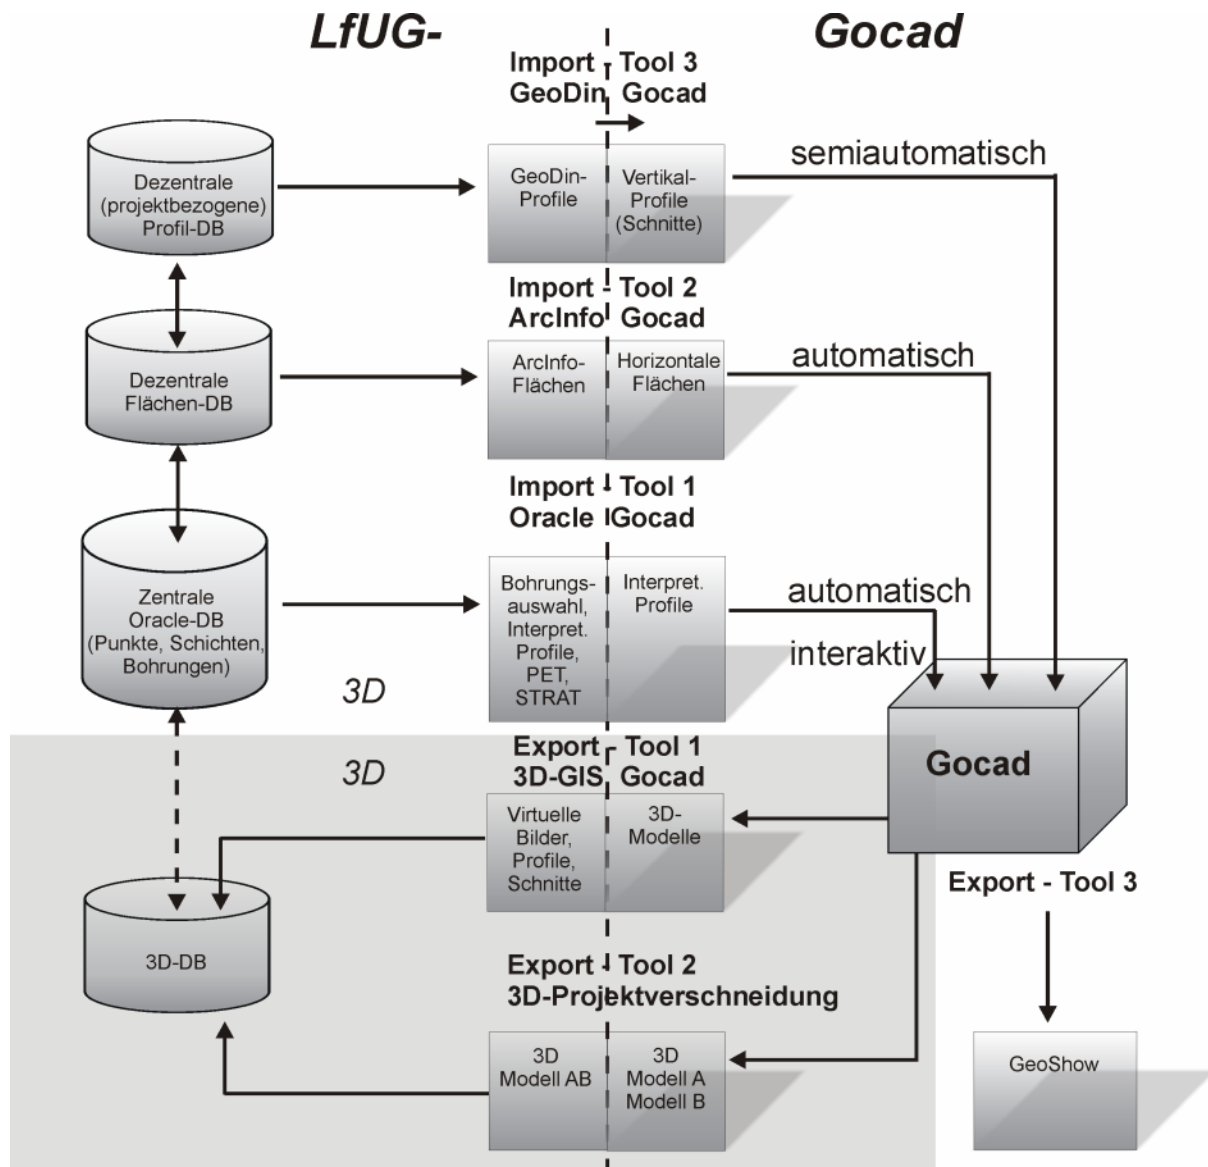 LfUG-
Gocad
Import - Tool 3
GeoDin Gocad
semiautomatisch
Dezentrale
(projektbezogene)
Profil-DB
GeoDin-
Profile
Vertikal-
Profile
(Schnitte)
Import - Tool 2
ArcInfo Gocad
automatisch
Dezentrale
Flächen-DB
ArcInfo-
Flächen
Horizontale
Flächen
Import - Tool 1
Oracle Gocad
Zentrale
Oracle-DB
(Punkte, Schichten,
Bohrungen)
Bohrungs-
auswahl,
Interpret.
Profile,
PET,
STRAT
Interpret.
Profile
automatisch
interaktiv
3D
3D
Export - Tool 1
3D-GIS Gocad
Gocad
Virtuelle
Bilder,
Profile,
Schnitte
3D-
Modelle
Export - Tool 3
3D-DB
Export - Tool 2
3D-Projektverschneidung
3D
Modell AB
3D
Modell A
Modell B
GeoShow